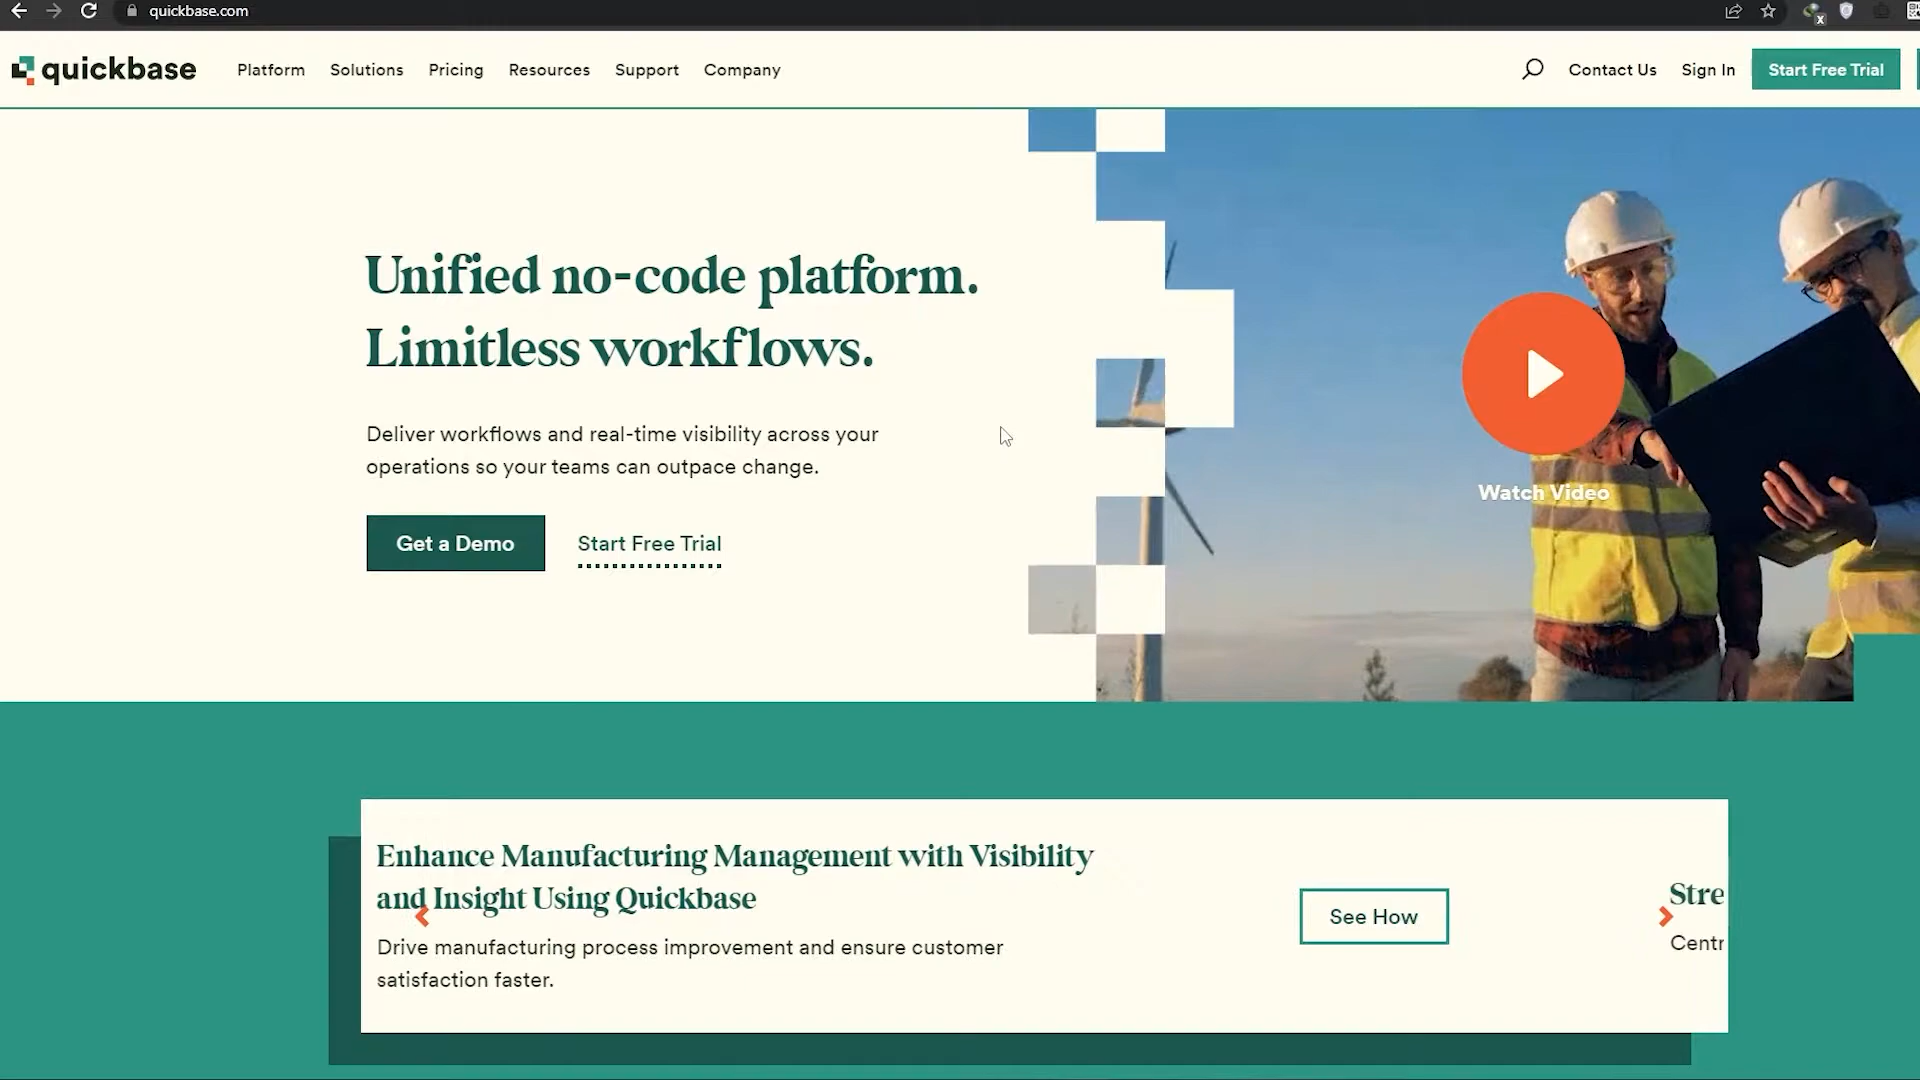 quickbase.com
quickbase
Platform
Solutions
Pricing
Resources
Support
Company
Contact Us
Sign In
Start Free Trial
Unified no-code platform.
Limitless workflows.
Deliver workflows and real-time visibility across your
operations so your teams can outpace change.
Get a Demo
Start Free Trial
Watch Video
Enhance Manufacturing Management with Visibility
and Insight Using Quickbase
Drive manufacturing process improvement and ensure customer
satisfaction faster.
See How
Stre
Centr